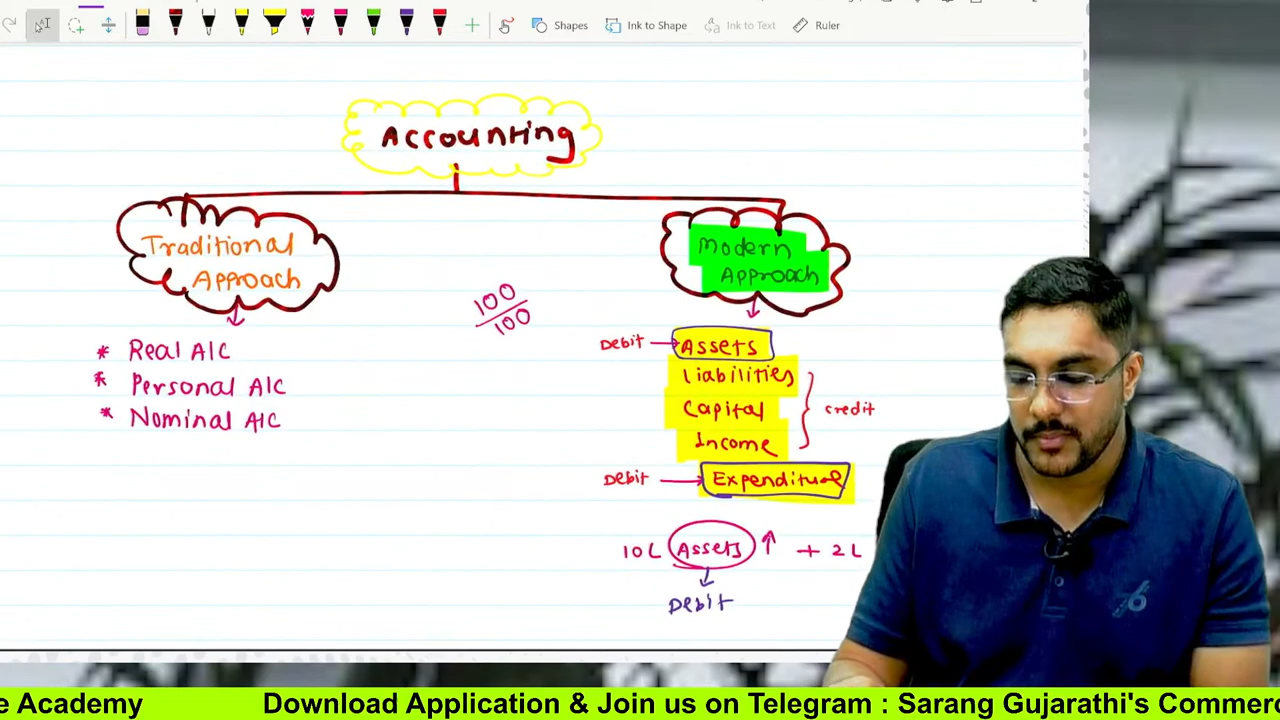 Shapes
Ink to Shape
Ink to Text
Ruler
Accounting
Traditional
Approach
* Real A/C
* Personal A/C
* Nominal A/C
100
100
Modern
Approach
Debit → Assets
Liabilities
Capital
Income
credit
Debit → Expenditure
10L Assets ↑ + 2L
Debit
e Academy Download Application & Join us on Telegram : Sarang Gujarathi's Commerc